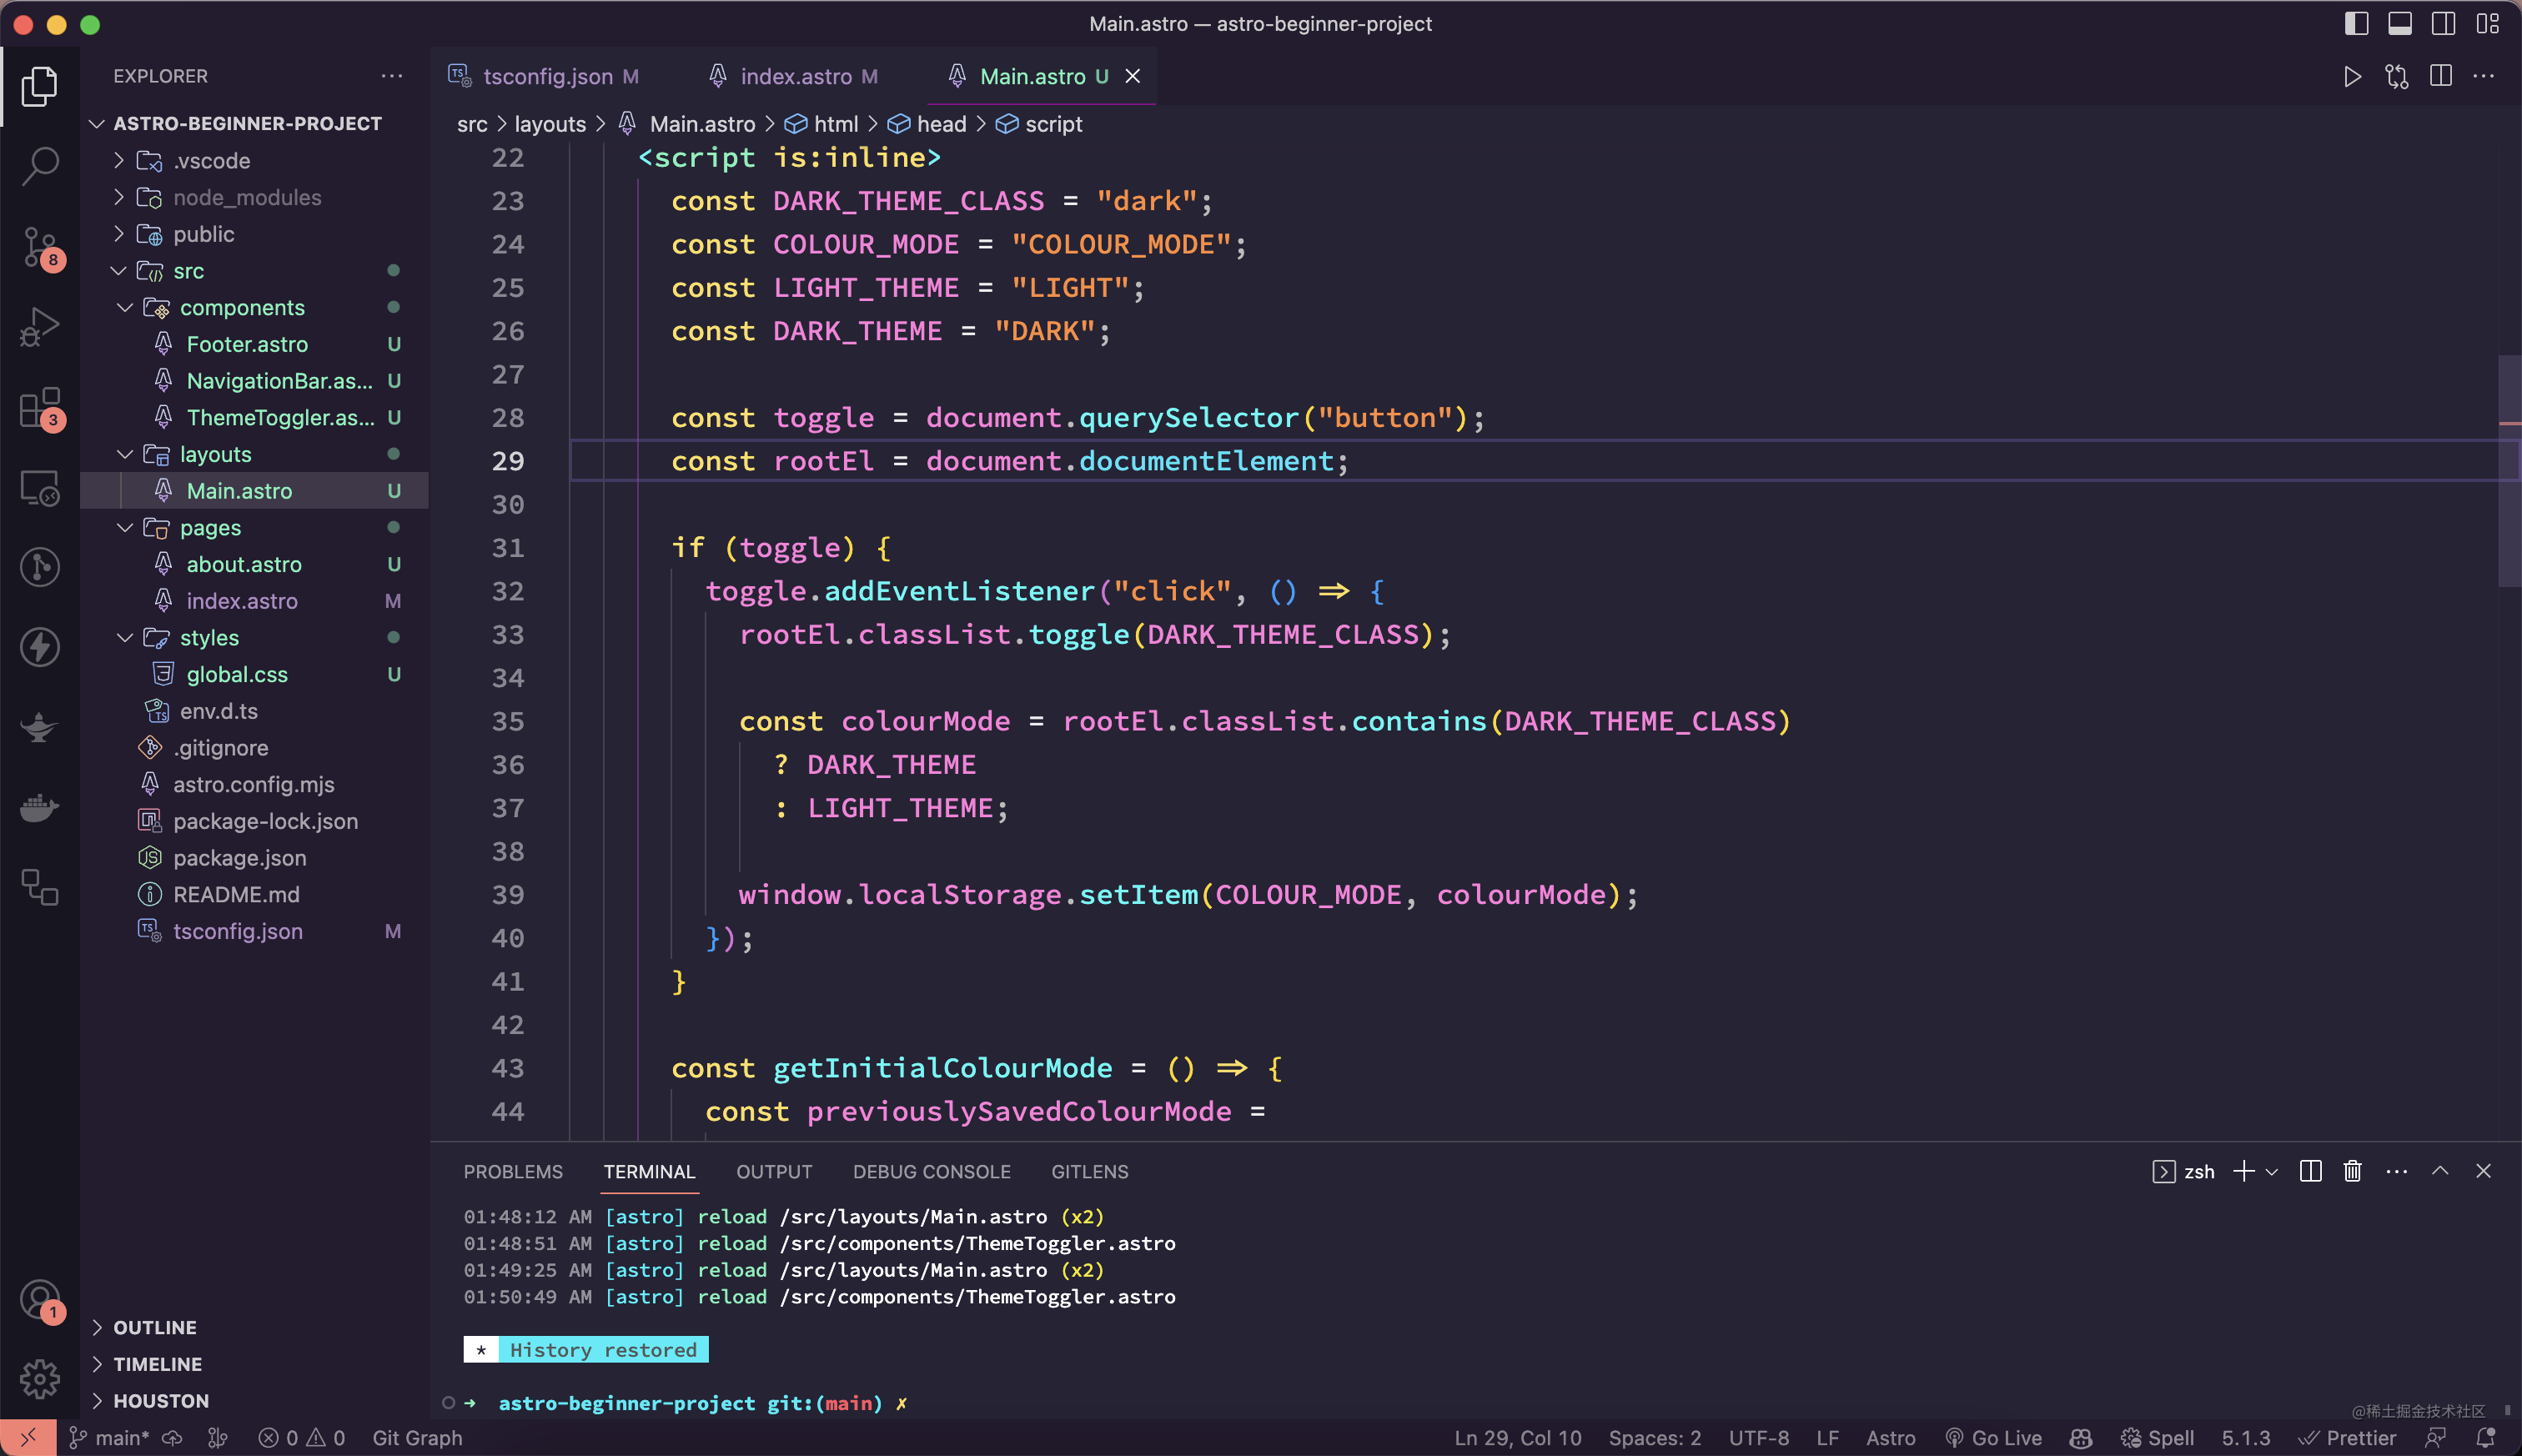 Main.astro — astro-beginner-project
EXPLORER
ASTRO-BEGINNER-PROJECT
.vscode
node_modules
public
src
components
Footer.astro U
NavigationBar.as... U
ThemeToggler.as... U
layouts
Main.astro U
pages
about.astro U
index.astro M
styles
global.css U
env.d.ts
.gitignore
astro.config.mjs
package-lock.json
package.json
README.md
tsconfig.json M
OUTLINE
TIMELINE
HOUSTON
8
3
1
tsconfig.json M index.astro M Main.astro U
src > layouts > Main.astro > html > head > script
22 <script is:inline>
23 const DARK_THEME_CLASS = "dark";
24 const COLOUR_MODE = "COLOUR_MODE";
25 const LIGHT_THEME = "LIGHT";
26 const DARK_THEME = "DARK";
27
28 const toggle = document.querySelector("button");
29 const rootEl = document.documentElement;
30
31 if (toggle) {
32 toggle.addEventListener("click", () => {
33 rootEl.classList.toggle(DARK_THEME_CLASS);
34
35 const colourMode = rootEl.classList.contains(DARK_THEME_CLASS)
36 ? DARK_THEME
37 : LIGHT_THEME;
38
39 window.localStorage.setItem(COLOUR_MODE, colourMode);
40 });
41 }
42
43 const getInitialColourMode = () => {
44 const previouslySavedColourMode =
PROBLEMS TERMINAL OUTPUT DEBUG CONSOLE GITLENS zsh
01:48:12 AM [astro] reload /src/layouts/Main.astro (x2)
01:48:51 AM [astro] reload /src/components/ThemeToggler.astro
01:49:25 AM [astro] reload /src/layouts/Main.astro (x2)
01:50:49 AM [astro] reload /src/components/ThemeToggler.astro
* History restored
➜ astro-beginner-project git:(main) ✗
@稀土掘金技术社区
main* 0 0 Git Graph Ln 29, Col 10 Spaces: 2 UTF-8 LF Astro Go Live Spell 5.1.3 Prettier